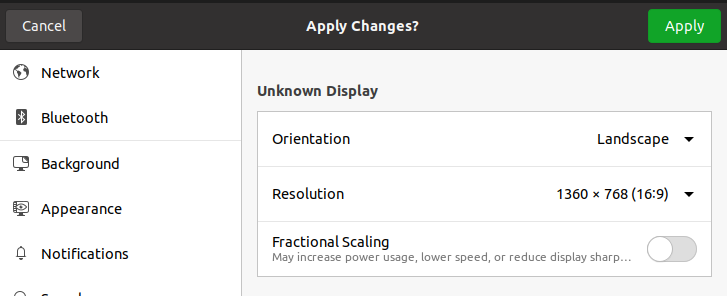 Cancel
Apply Changes?
Apply
Network
Bluetooth
Background
Appearance
Notifications
Unknown Display
Orientation
Landscape
Resolution
1360 × 768 (16:9)
Fractional Scaling
May increase power usage, lower speed, or reduce display sharp...